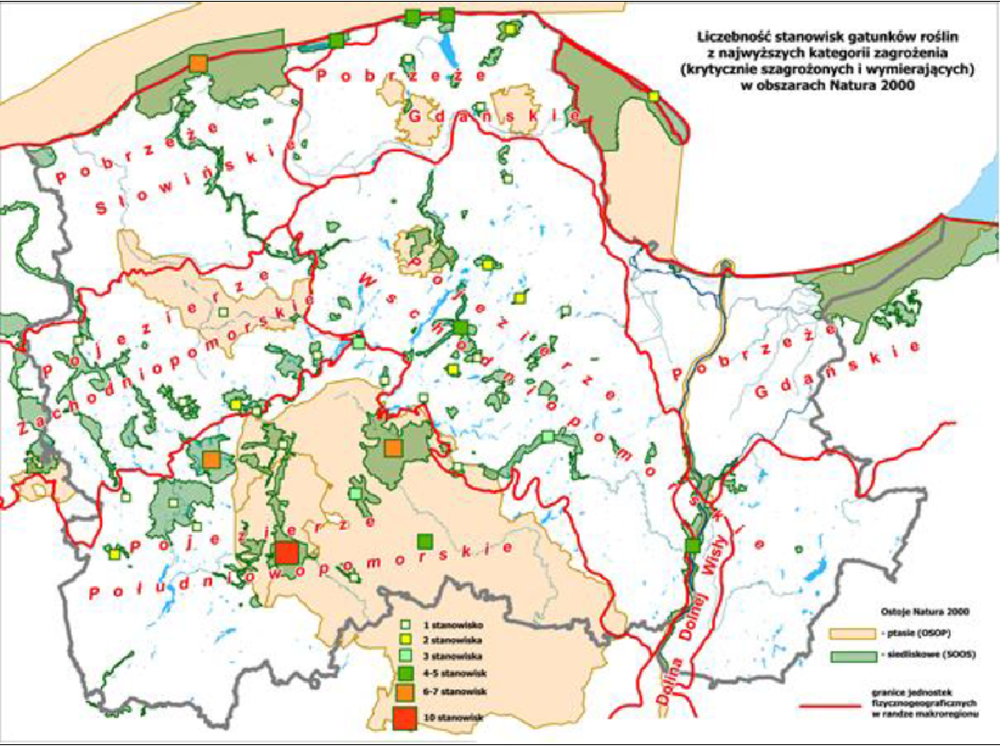 Liczebność stanowisk gatunków roślin
z najwyższych kategorii zagrożenia
(krytycznie szagrożonych i wymierających)
w obszarach Natura 2000
Pobrzeże
Gdańskie
Pobrzeże
Słowińskie
Pojezierze
Zachodniopomorskie
Pojezierze
Wschodniopomorskie
Pobrzeże
Gdańskie
Pojezierze
Południowopomorskie
Dolina Dolnej Wisły
1 stanowisko
2 stanowiska
3 stanowiska
4-5 stanowisk
6-7 stanowisk
10 stanowisk
Ostoje Natura 2000
- ptasie (OSOP)
- siedliskowe (SOOS)
granice jednostek
fizycznogeograficznych
w randze makroregionu